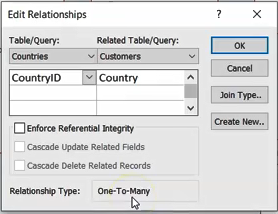 Edit Relationships
Table/Query: Related Table/Query:
Countries Customers
CountryID Country
Enforce Referential Integrity
Cascade Update Related Fields
Cascade Delete Related Records
Relationship Type: One-To-Many
OK
Cancel
Join Type..
Create New..